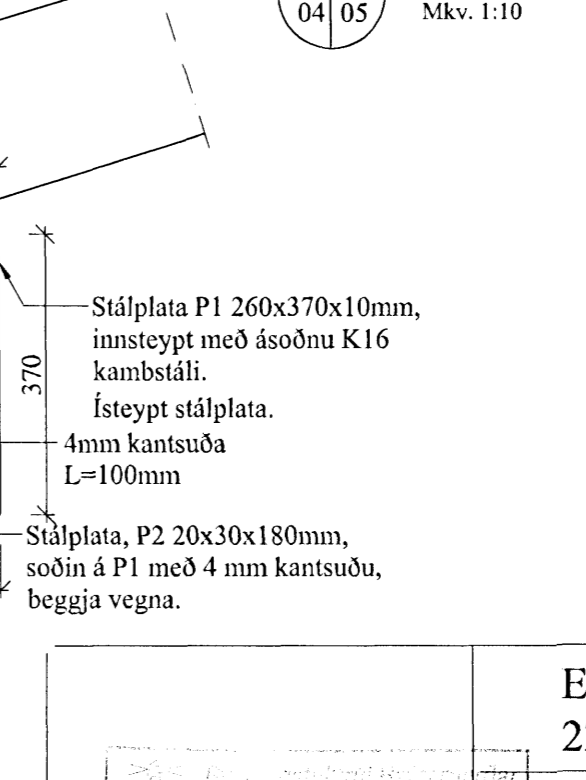 04 05
Mkv. 1:10
Stálplata P1 260x370x10mm,
innsteypt með ásoðnu K16
kambstáli.
Ísteypt stálplata.
370
4mm kantsuða
L=100mm
Stálplata, P2 20x30x180mm,
soðin á P1 með 4 mm kantsuðu,
beggja vegna.
E
2